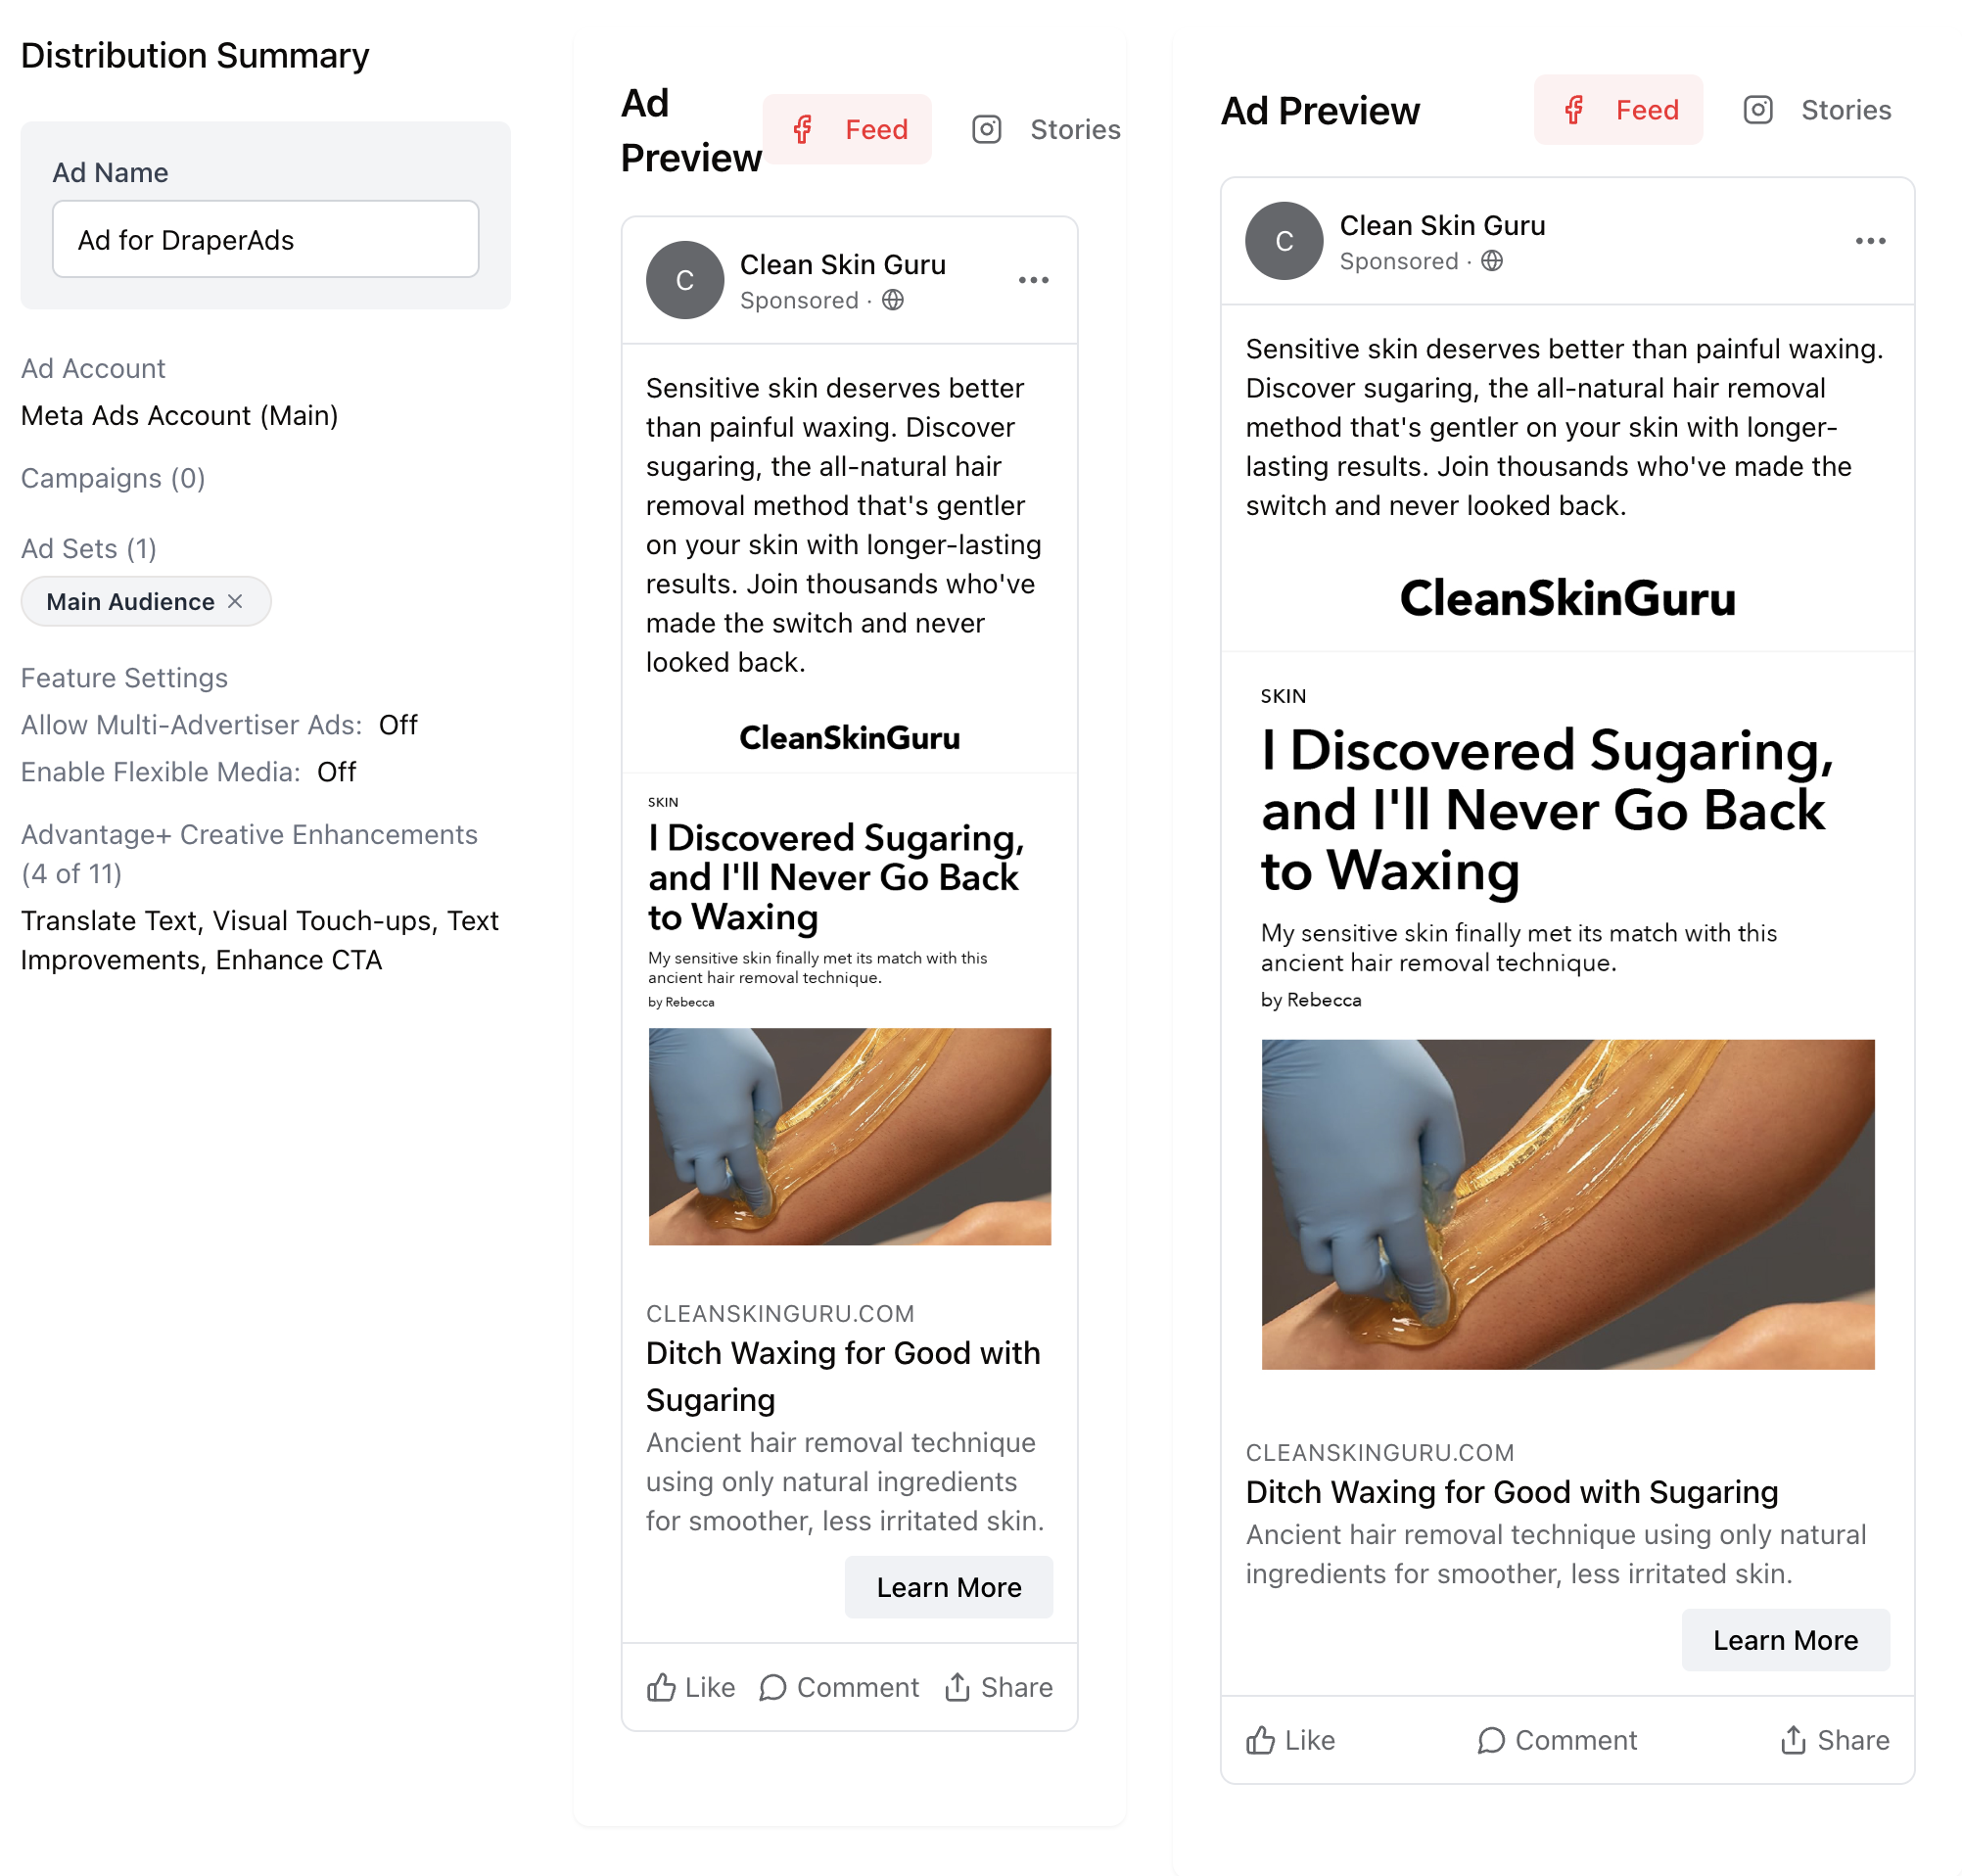 Distribution Summary
Ad Name
Ad for DraperAds
Ad Account
Meta Ads Account (Main)
Campaigns (0)
Ad Sets (1)
Main Audience
Feature Settings
Allow Multi-Advertiser Ads: Off
Enable Flexible Media: Off
Advantage+ Creative Enhancements
(4 of 11)
Translate Text, Visual Touch-ups, Text
Improvements, Enhance CTA
Ad
Preview
Feed
Stories
C
Clean Skin Guru
Sponsored ·
Sensitive skin deserves better
than painful waxing. Discover
sugaring, the all-natural hair
removal method that's gentler
on your skin with longer-lasting
results. Join thousands who've
made the switch and never
looked back.
CleanSkinGuru
SKIN
I Discovered Sugaring,
and I'll Never Go Back
to Waxing
My sensitive skin finally met its match with this
ancient hair removal technique.
by Rebecca
CLEANSKINGURU.COM
Ditch Waxing for Good with
Sugaring
Ancient hair removal technique
using only natural ingredients
for smoother, less irritated skin.
Learn More
Like Comment Share
Ad Preview
Feed
Stories
C
Clean Skin Guru
Sponsored ·
Sensitive skin deserves better than painful waxing.
Discover sugaring, the all-natural hair removal
method that's gentler on your skin with longer-
lasting results. Join thousands who've made the
switch and never looked back.
CleanSkinGuru
SKIN
I Discovered Sugaring,
and I'll Never Go Back
to Waxing
My sensitive skin finally met its match with this
ancient hair removal technique.
by Rebecca
CLEANSKINGURU.COM
Ditch Waxing for Good with Sugaring
Ancient hair removal technique using only natural
ingredients for smoother, less irritated skin.
Learn More
Like Comment Share